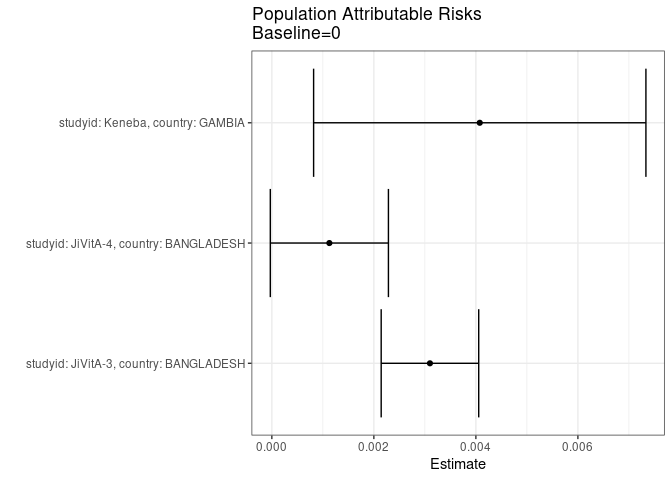 Population Attributable Risks
Baseline=0
studyid: Keneba, country: GAMBIA
studyid: JiVitA-4, country: BANGLADESH
studyid: JiVitA-3, country: BANGLADESH
0.000 0.002 0.004 0.006
Estimate